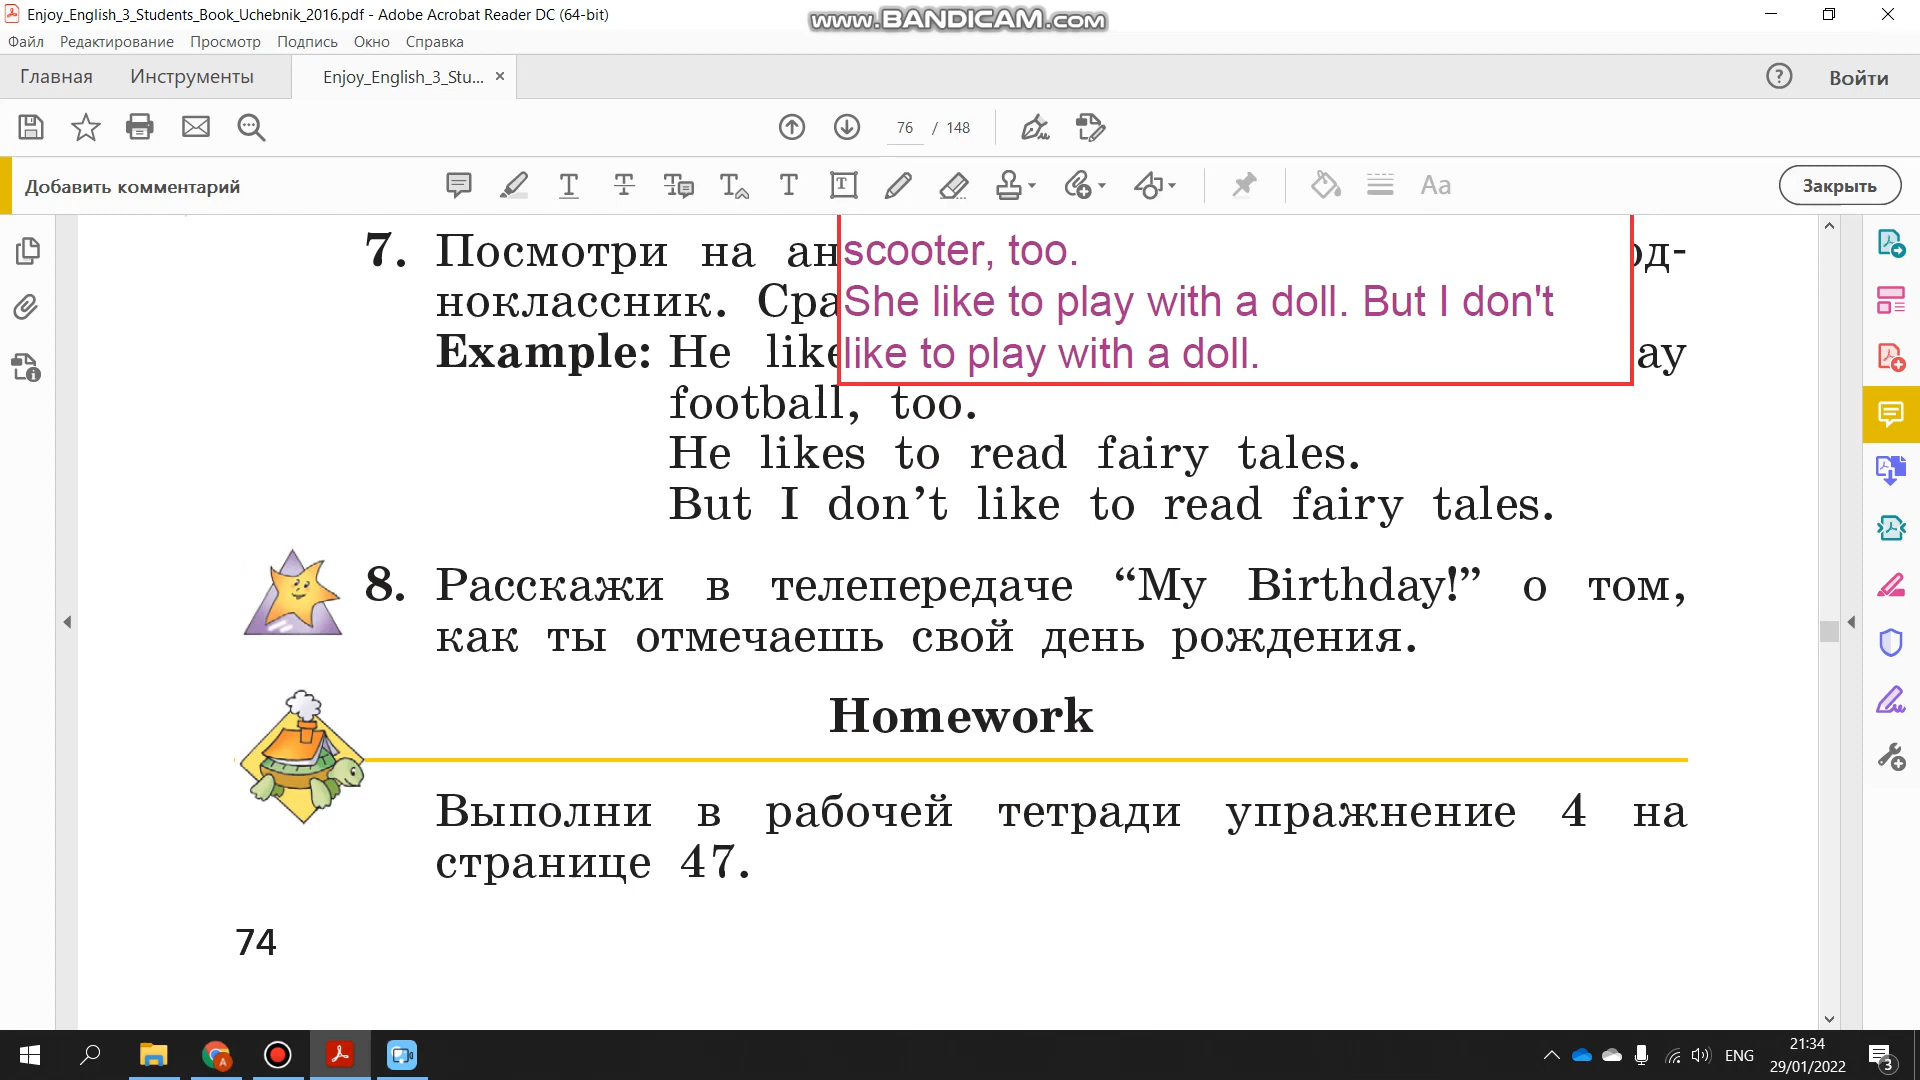 Enjoy_English_3_Students_Book_Uchebnik_2016.pdf - Adobe Acrobat Reader DC (64-bit)
www.BANDICAM.com
Файл Редактирование Просмотр Подпись Окно Справка
Главная Инструменты Enjoy_English_3_Stu... ×
Войти
76 / 148
Добавить комментарий
Aa
Закрыть
7. Посмотри на ан
од-
scooter, too.
ноклассник. Сра
She like to play with a doll. But I don't
Example: He like
like to play with a doll.
ay
football, too.
He likes to read fairy tales.
But I don’t like to read fairy tales.
8. Расскажи в телепередаче “My Birthday!” о том,
как ты отмечаешь свой день рождения.
Homework
Выполни в рабочей тетради упражнение 4 на
странице 47.
74
ENG
21:34
29/01/2022
3